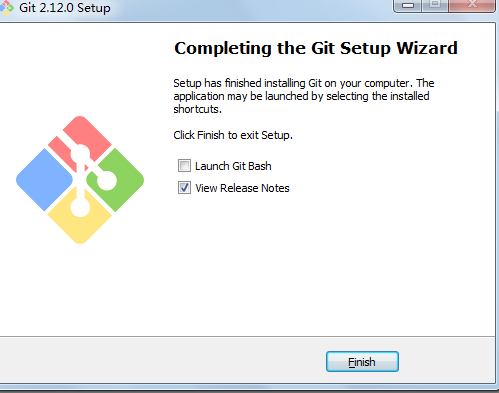 Git 2.12.0 Setup
Completing the Git Setup Wizard
Setup has finished installing Git on your computer. The
application may be launched by selecting the installed
shortcuts.
Click Finish to exit Setup.
Launch Git Bash
View Release Notes
Finish